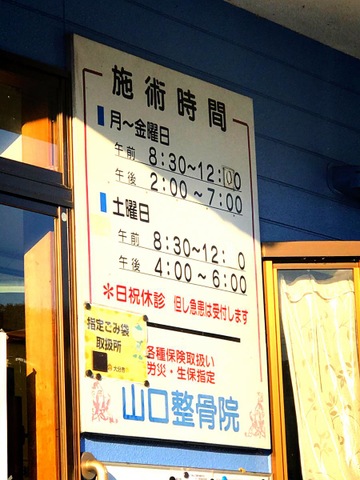 施術時間
月～金曜日
午前 8:30～12:00
午後 2:00～7:00
土曜日
午前 8:30～12: 0
午後 4:00～6:00
＊日祝休診 但し急患は受付します
指定ごみ袋
取扱所
各種保険取扱い
労災・生保指定
山口整骨院